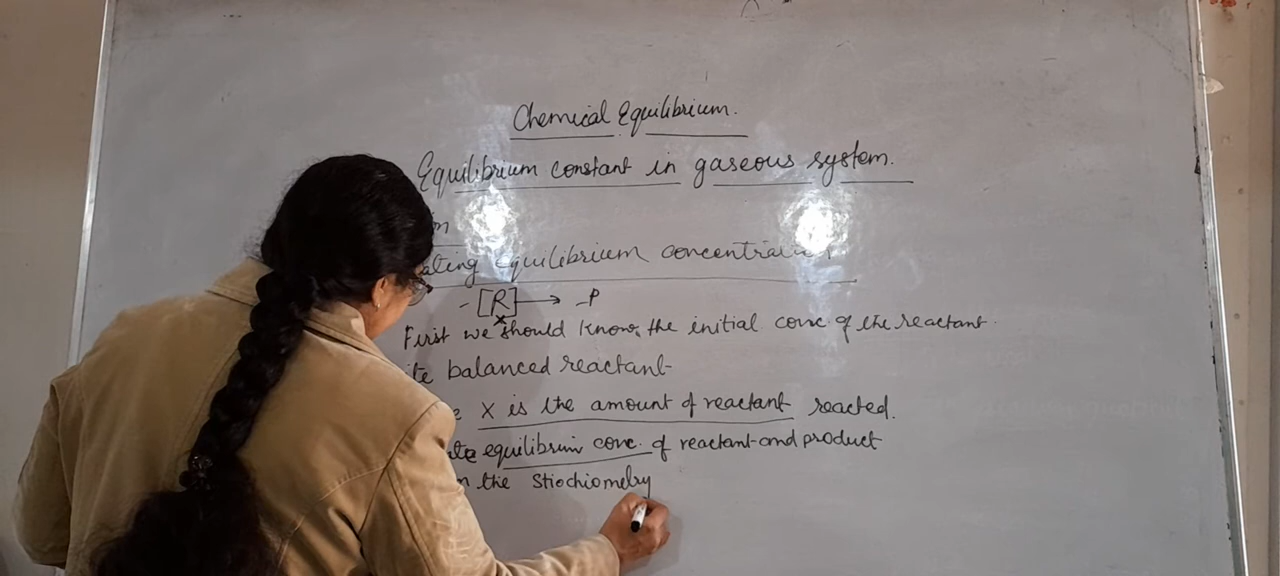 Chemical Equilibrium.
Equilibrium constant in gaseous system.
ating equilibrium concentration
- [R] → - P
x
First we should know, the initial conc of the reactant.
te balanced reactant
x is the amount of reactant reacted.
ate equilibrium conc. of reactant and product
the Stiochiometry